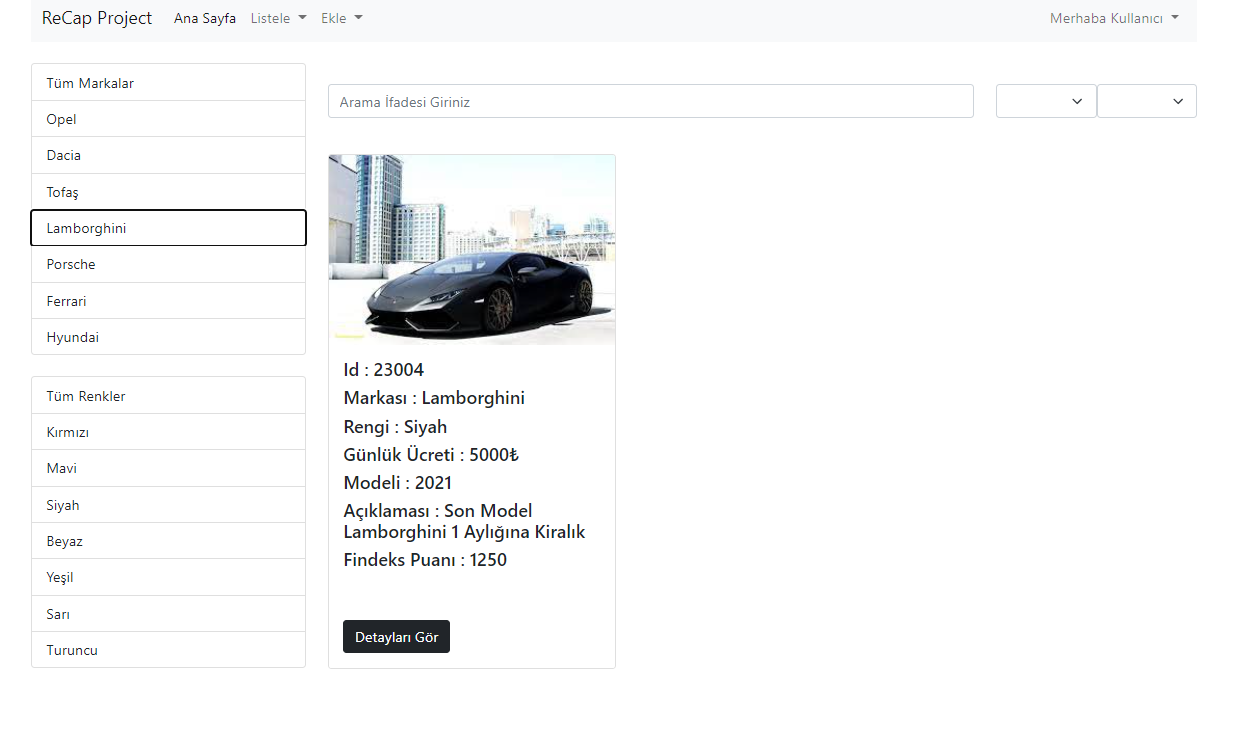 ReCap Project Ana Sayfa Listele Ekle Merhaba Kullanıcı
Tüm Markalar
Opel
Dacia
Tofaş
Lamborghini
Porsche
Ferrari
Hyundai
Tüm Renkler
Kırmızı
Mavi
Siyah
Beyaz
Yeşil
Sarı
Turuncu
Arama İfadesi Giriniz
Id : 23004
Markası : Lamborghini
Rengi : Siyah
Günlük Ücreti : 5000₺
Modeli : 2021
Açıklaması : Son Model
Lamborghini 1 Aylığına Kiralık
Findeks Puanı : 1250
Detayları Gör